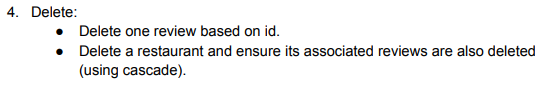 4. Delete:
● Delete one review based on id.
● Delete a restaurant and ensure its associated reviews are also deleted
(using cascade).